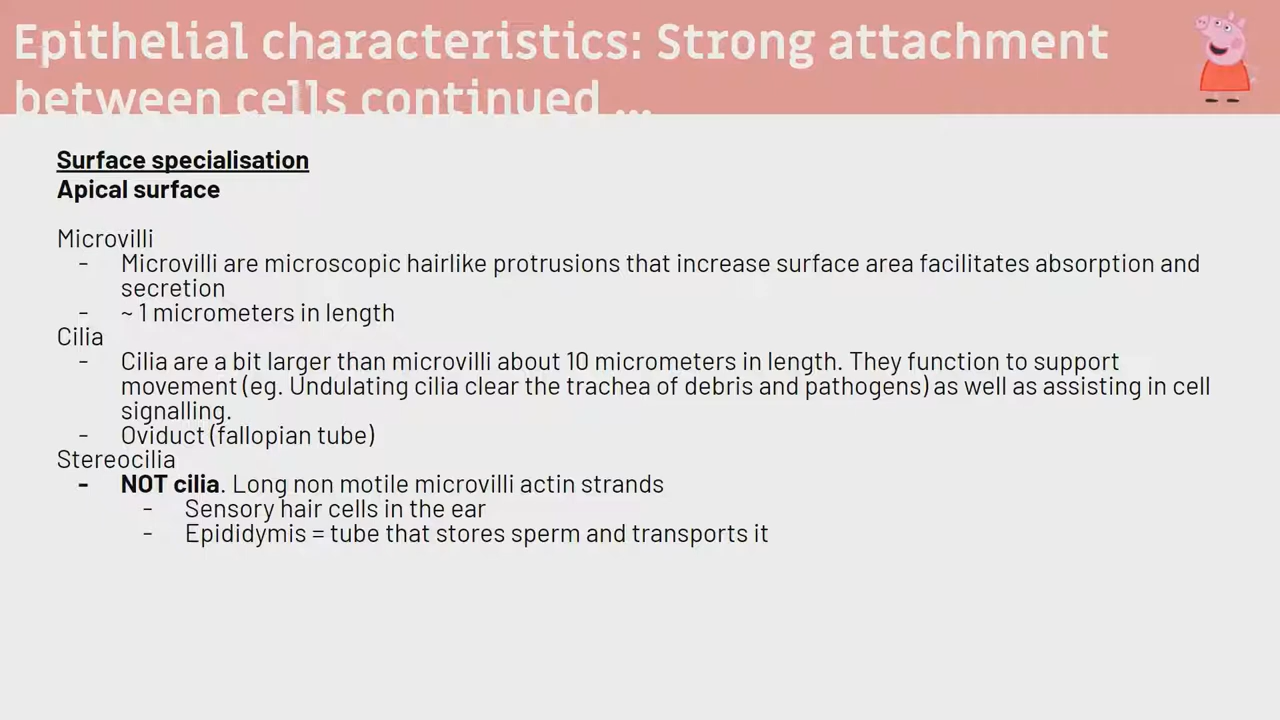 Epithelial characteristics: Strong attachment
between cells continued ...
Surface specialisation
Apical surface
Microvilli
- Microvilli are microscopic hairlike protrusions that increase surface area facilitates absorption and
secretion
- ~ 1 micrometers in length
Cilia
- Cilia are a bit larger than microvilli about 10 micrometers in length. They function to support
movement (eg. Undulating cilia clear the trachea of debris and pathogens) as well as assisting in cell
signalling.
- Oviduct (fallopian tube)
Stereocilia
- NOT cilia. Long non motile microvilli actin strands
- Sensory hair cells in the ear
- Epididymis = tube that stores sperm and transports it